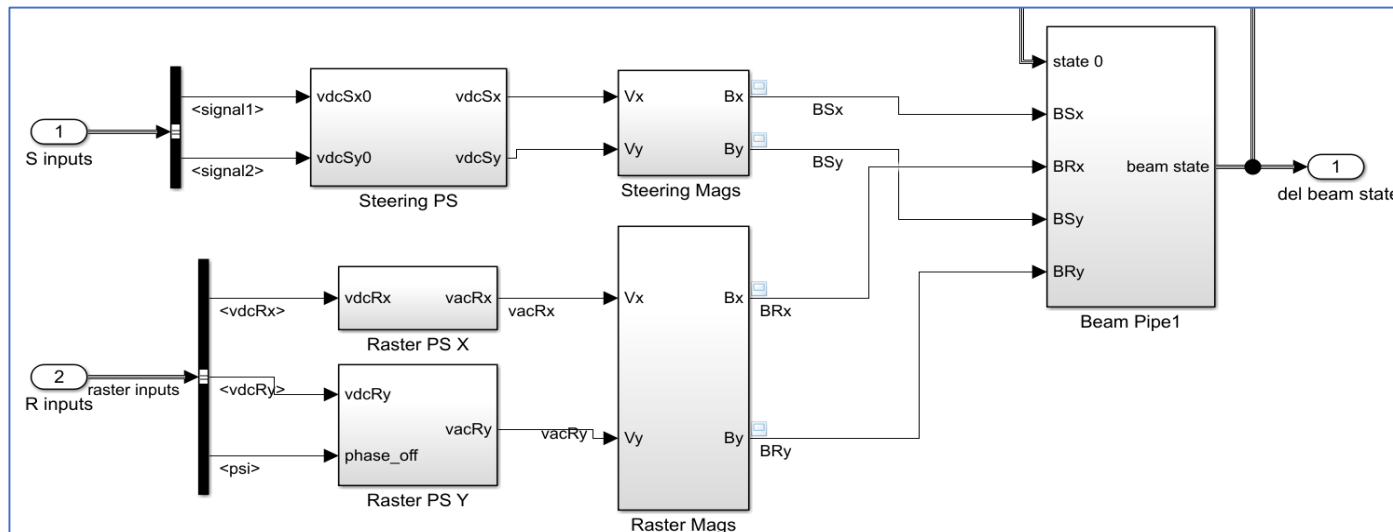 1
S inputs
<signal1>
<signal2>
vdcSx0
vdcSx
vdcSy0
vdcSy
Steering PS
Vx
Bx
Vy
By
Steering Mags
BSx
BSy
state 0
BSx
BRx
beam state
BSy
BRy
Beam Pipe1
1
del beam state
2
R inputs
raster inputs
<vdcRx>
<vdcRy>
<psi>
vdcRx
vacRx
Raster PS X
vacRx
vdcRy
vacRy
phase_off
Raster PS Y
vacRy
Vx
Bx
Vy
By
Raster Mags
BRx
BRy